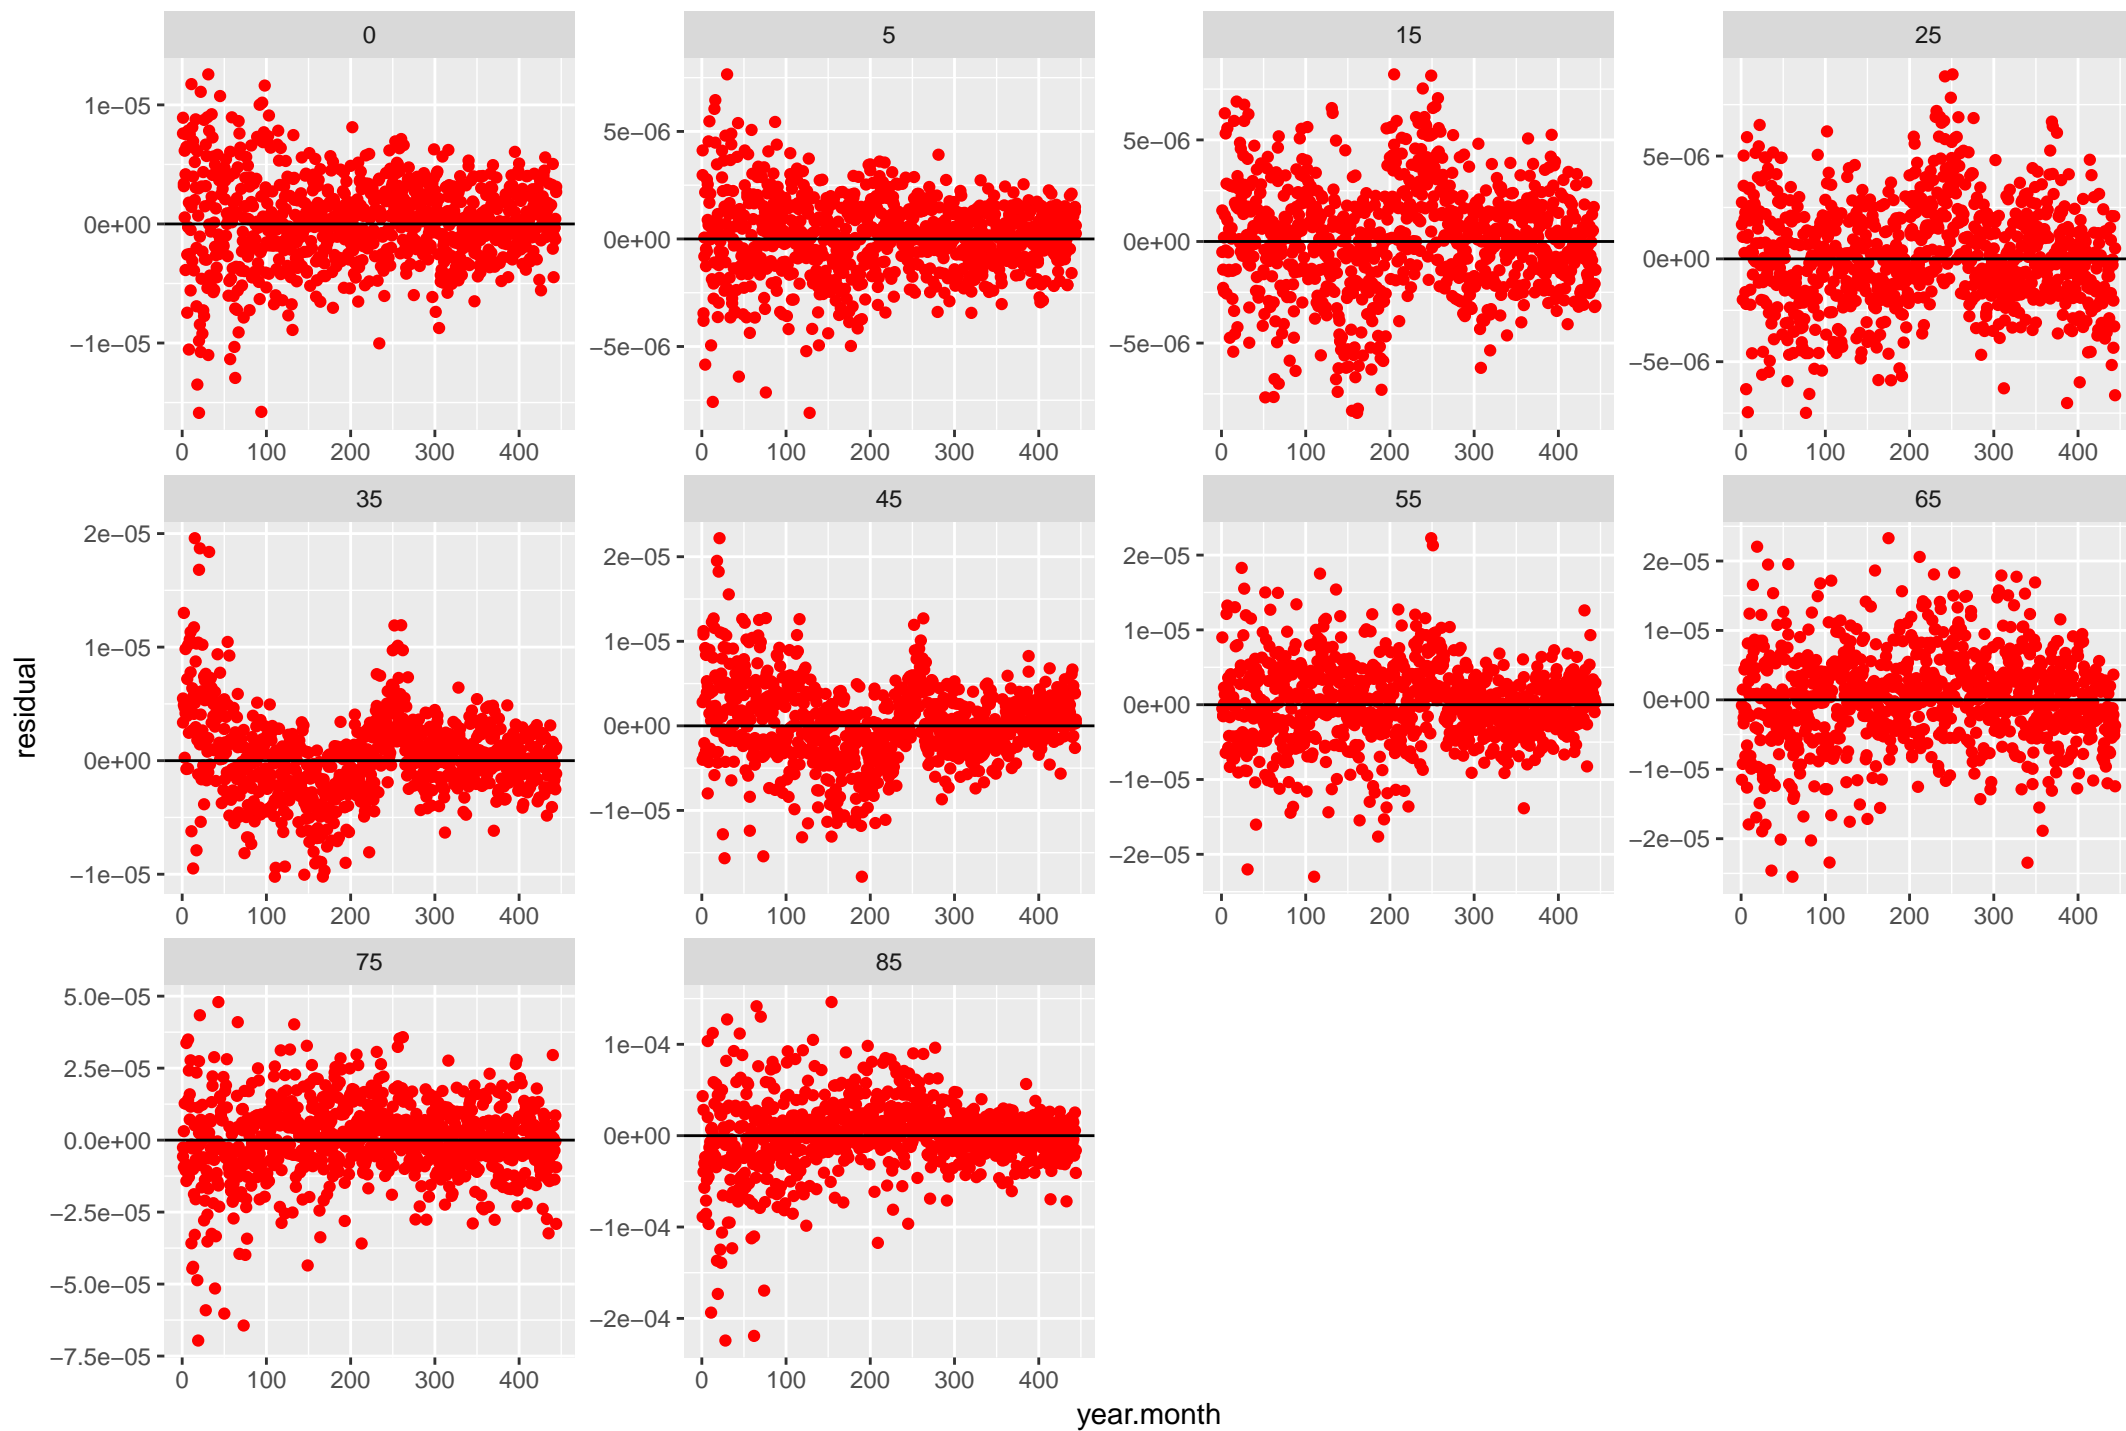 0 5 15 25
1e−05 5e−06 5e−06 5e−06
0e+00 0e+00 0e+00 0e+00
−1e−05 −5e−06 −5e−06 −5e−06
0 100 200 300 400 0 100 200 300 400 0 100 200 300 400 0 100 200 300 400
35 45 55 65
2e−05 2e−05 2e−05 2e−05
1e−05 1e−05 1e−05 1e−05
0e+00 0e+00 0e+00 0e+00
−1e−05 −1e−05 −1e−05 −1e−05
−2e−05 −2e−05
0 100 200 300 400 0 100 200 300 400 0 100 200 300 400 0 100 200 300 400
residual
75 85
5.0e−05
2.5e−05 1e−04
0.0e+00 0e+00
−2.5e−05 −1e−04
−5.0e−05 −2e−04
−7.5e−05
0 100 200 300 400 0 100 200 300 400
year.month